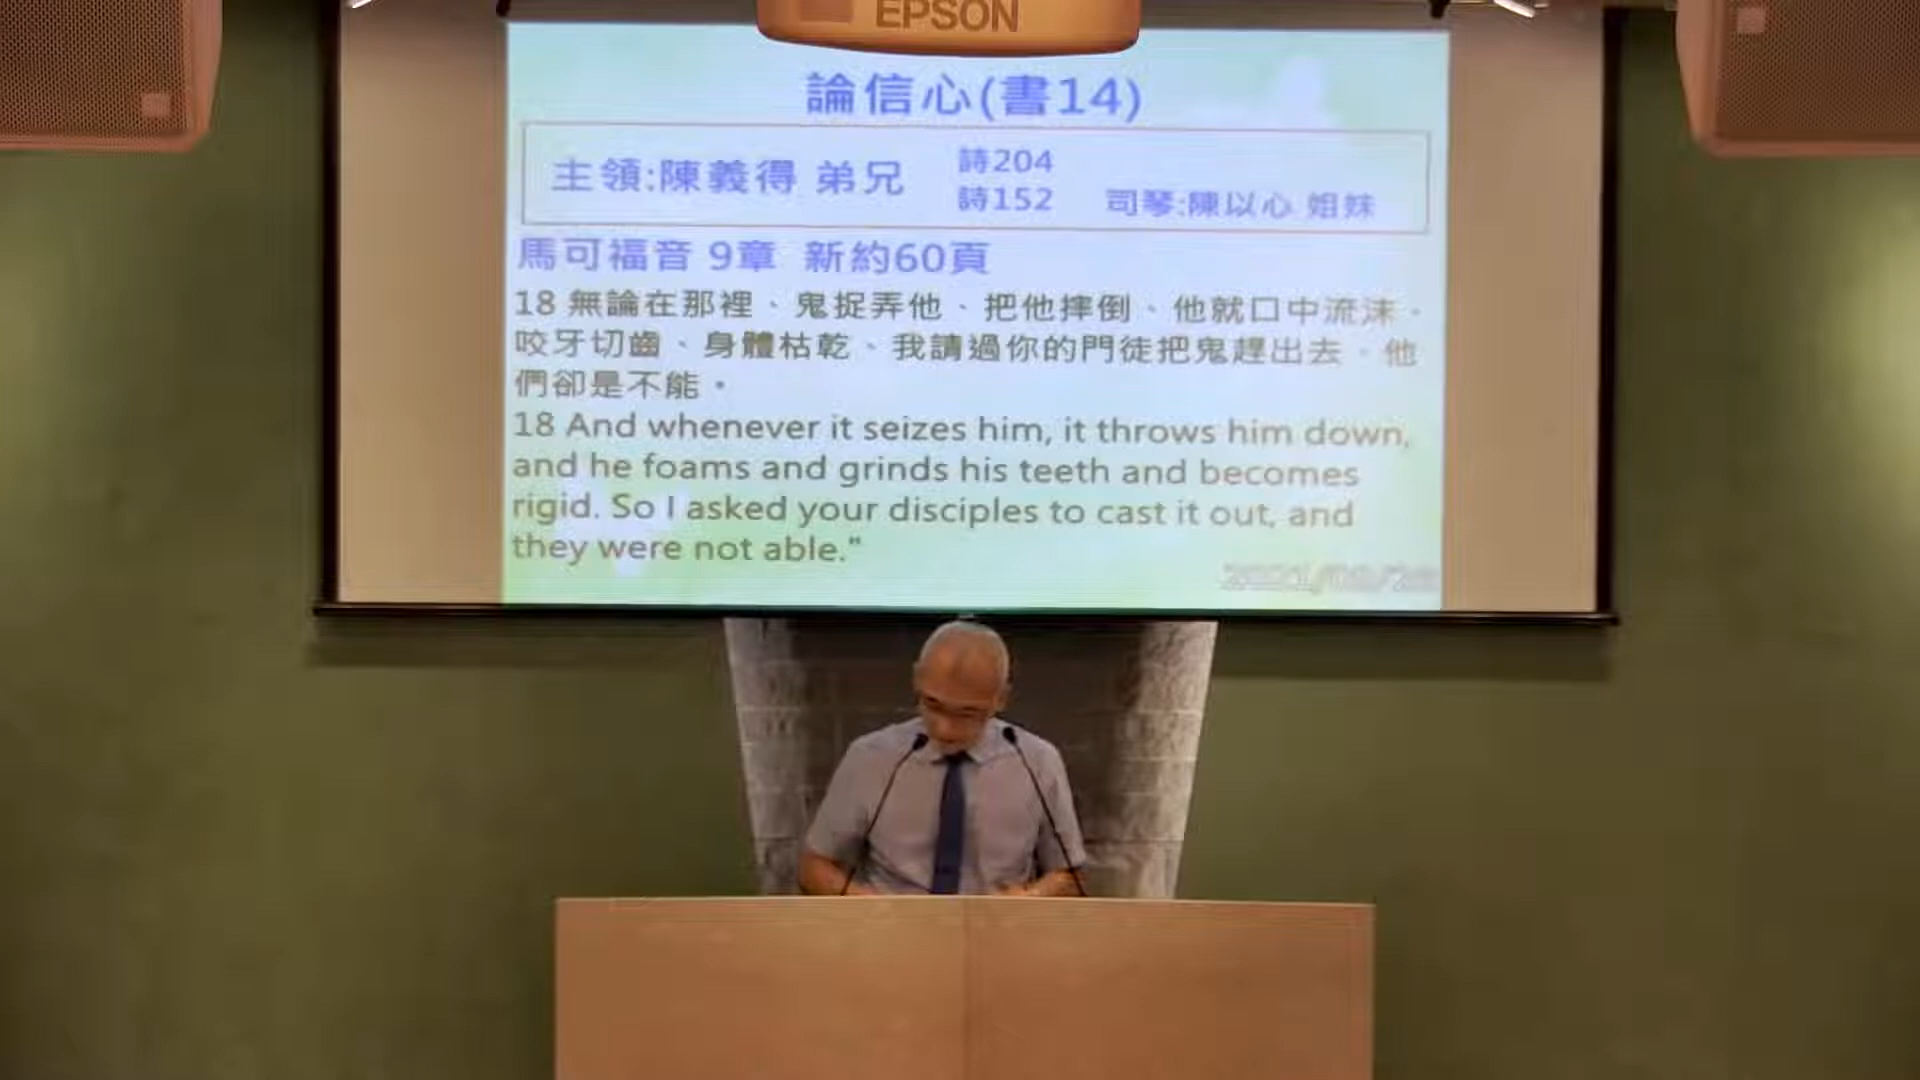 EPSON
論信心(書14)
主領:陳義得 弟兄
詩204
詩152
司琴:陳以心 姐妹
馬可福音 9章 新約60頁
18 無論在那裡、鬼捉弄他、把他摔倒、他就口中流沫．
咬牙切齒、身體枯乾、我請過你的門徒把鬼趕出去．他
們卻是不能。
18 And whenever it seizes him, it throws him down,
and he foams and grinds his teeth and becomes
rigid. So I asked your disciples to cast it out, and
they were not able."